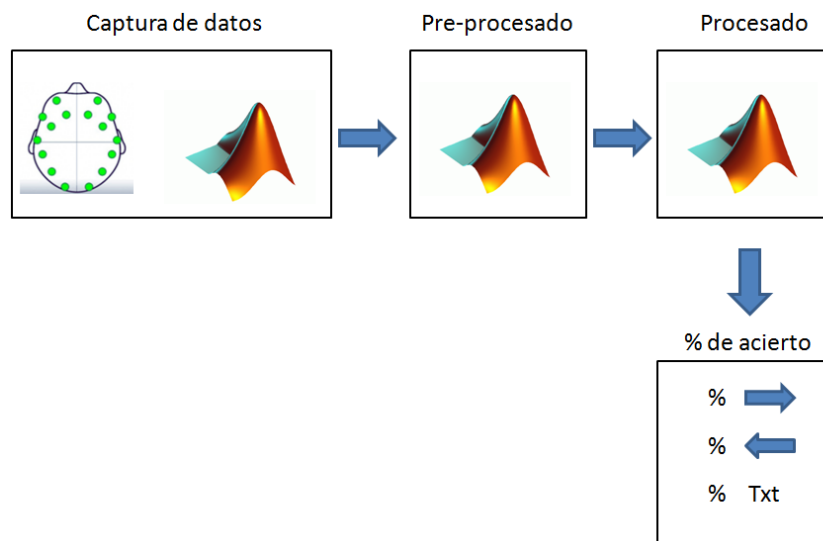 Captura de datos
Pre-procesado
Procesado
% de acierto
%
%
% Txt